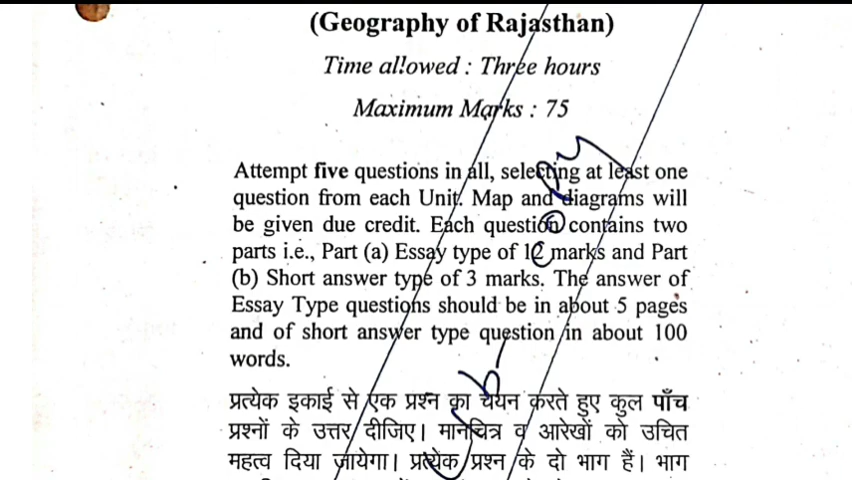 (Geography of Rajasthan)
Time allowed : Three hours
Maximum Marks : 75
Attempt five questions in all, selecting at least one
question from each Unit. Map and diagrams will
be given due credit. Each question contains two
parts i.e., Part (a) Essay type of 12 marks and Part
(b) Short answer type of 3 marks. The answer of
Essay Type questions should be in about 5 pages
and of short answer type question in about 100
words.
प्रत्येक इकाई से एक प्रश्न का चयन करते हुए कुल पाँच
प्रश्नों के उत्तर दीजिए। मानचित्र व आरेखों को उचित
महत्व दिया जायेगा। प्रत्येक प्रश्न के दो भाग हैं। भाग